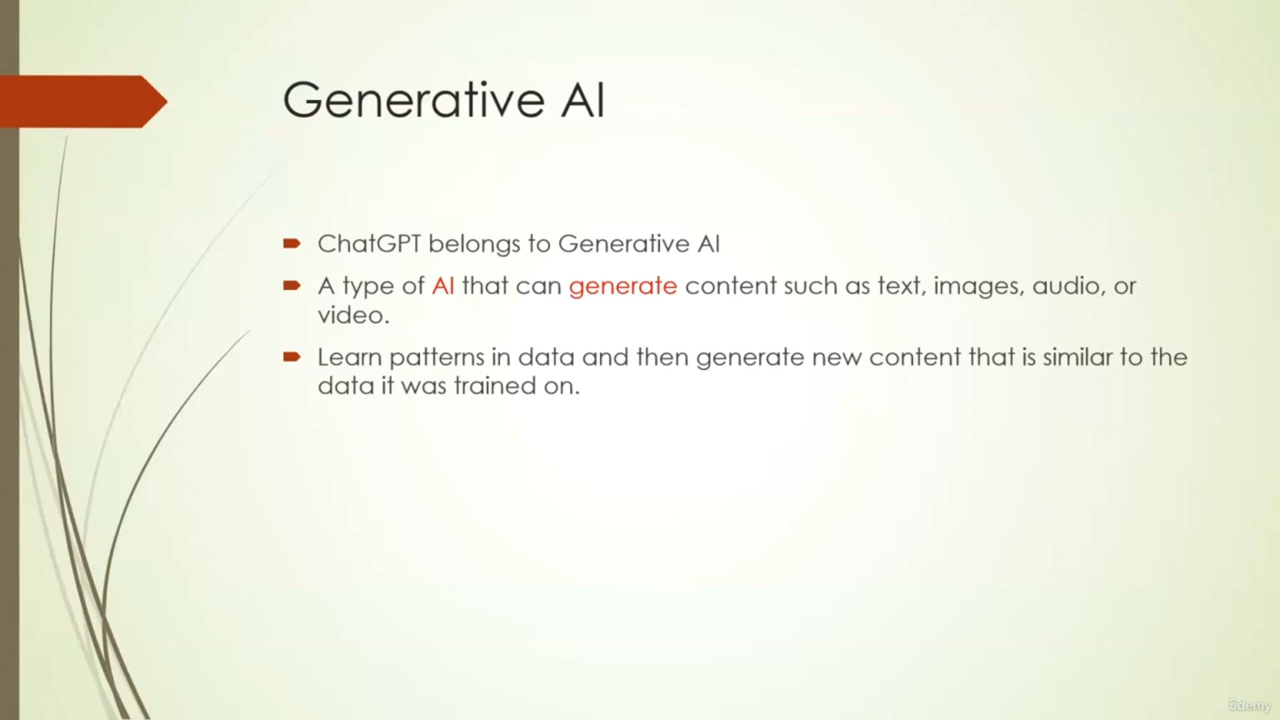 Generative AI
ChatGPT belongs to Generative AI
A type of AI that can generate content such as text, images, audio, or
video.
Learn patterns in data and then generate new content that is similar to the
data it was trained on.
ûdemy